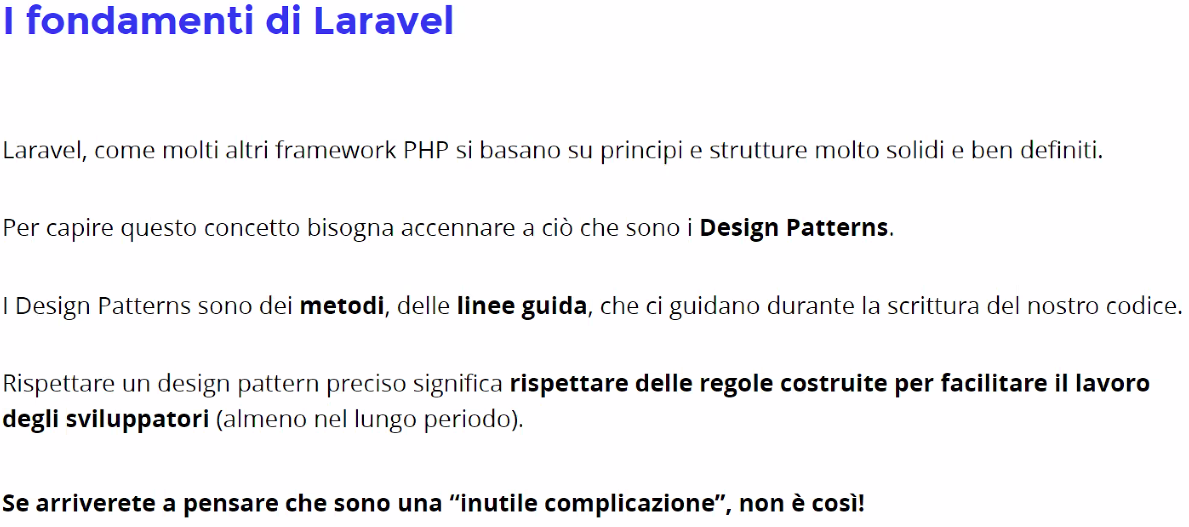 I fondamenti di Laravel
Laravel, come molti altri framework PHP si basano su principi e strutture molto solidi e ben definiti.
Per capire questo concetto bisogna accennare a ciò che sono i Design Patterns.
I Design Patterns sono dei metodi, delle linee guida, che ci guidano durante la scrittura del nostro codice.
Rispettare un design pattern preciso significa rispettare delle regole costruite per facilitare il lavoro
degli sviluppatori (almeno nel lungo periodo).
Se arriverete a pensare che sono una “inutile complicazione”, non è così!